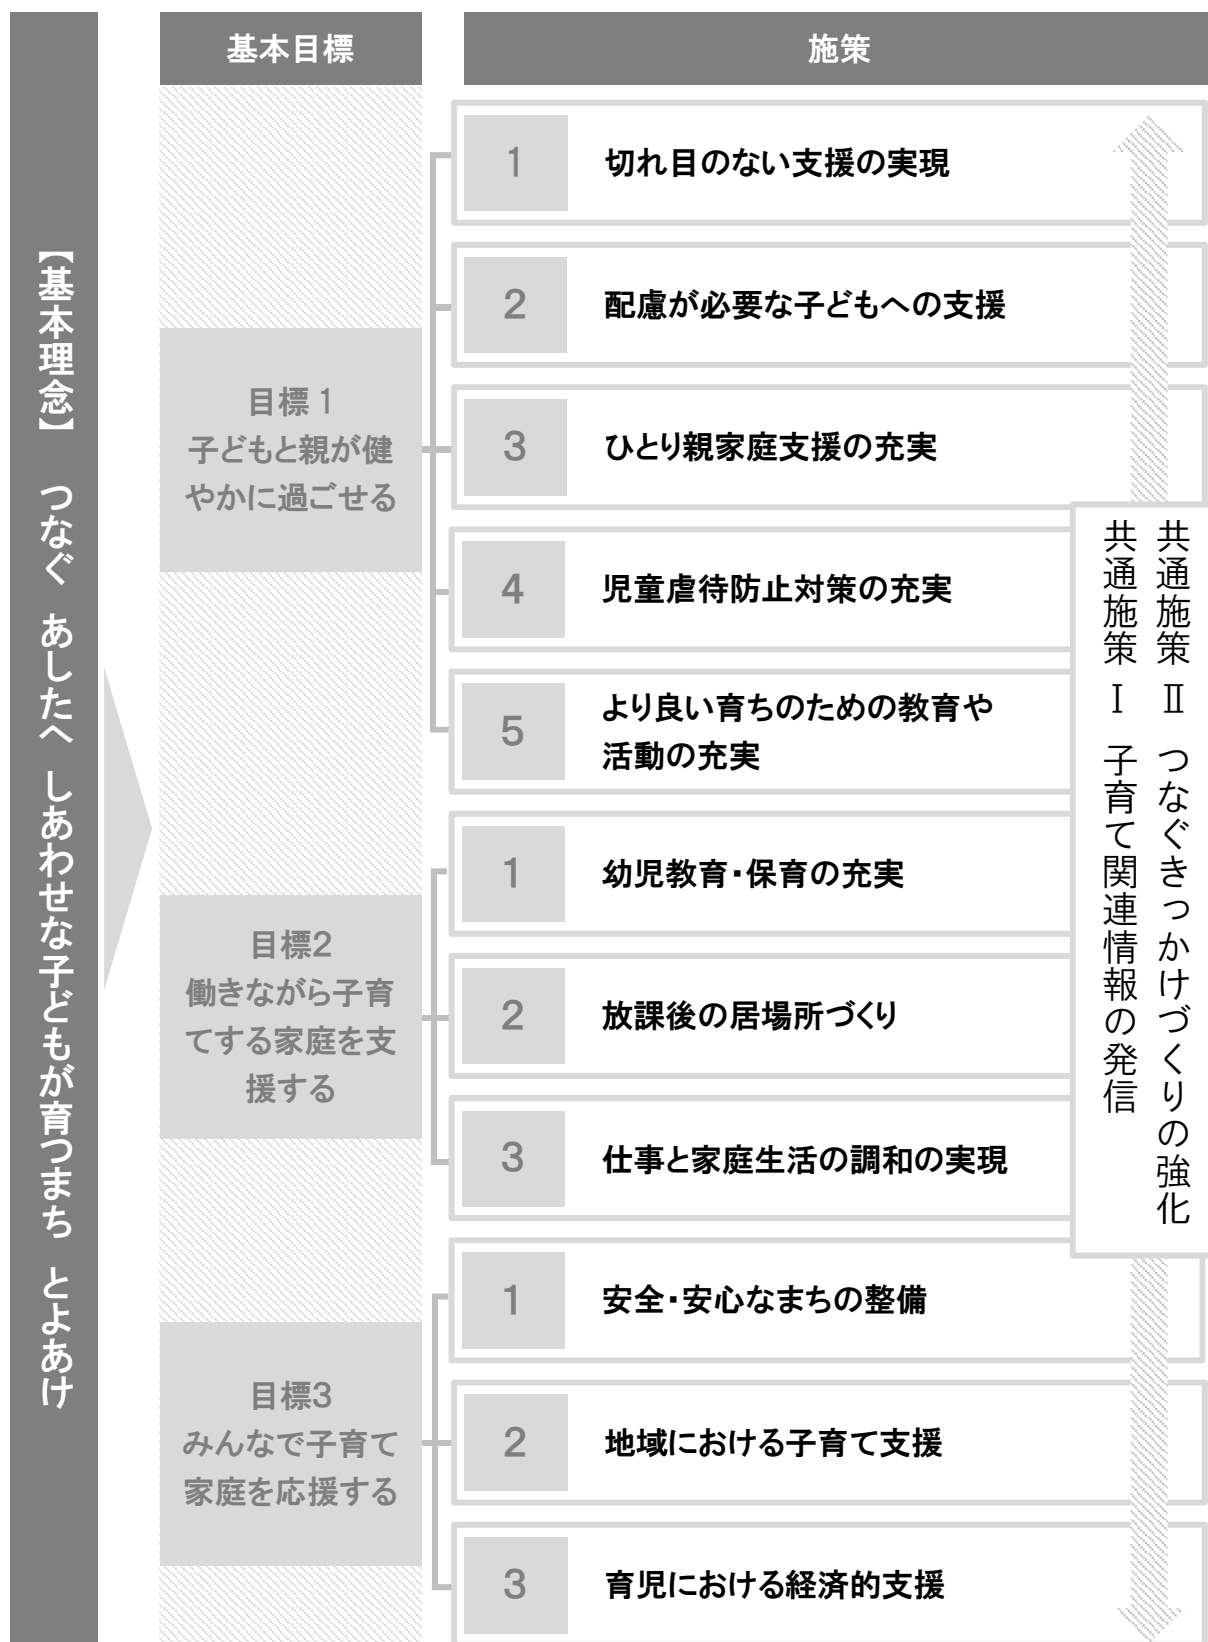 【基本理念】 つなぐ あしたへ しあわせな子どもが育つまち とよあけ
基本目標
施策
目標1
子どもと親が健
やかに過ごせる
1
切れ目のない支援の実現
2
配慮が必要な子どもへの支援
3
ひとり親家庭支援の充実
4
児童虐待防止対策の充実
5
より良い育ちのための教育や
活動の充実
目標2
働きながら子育
てする家庭を支
援する
1
幼児教育・保育の充実
2
放課後の居場所づくり
3
仕事と家庭生活の調和の実現
目標3
みんなで子育て
家庭を応援する
1
安全・安心なまちの整備
2
地域における子育て支援
3
育児における経済的支援
共通施策 Ⅱ つなぐきっかけづくりの強化
共通施策 Ⅰ 子育て関連情報の発信